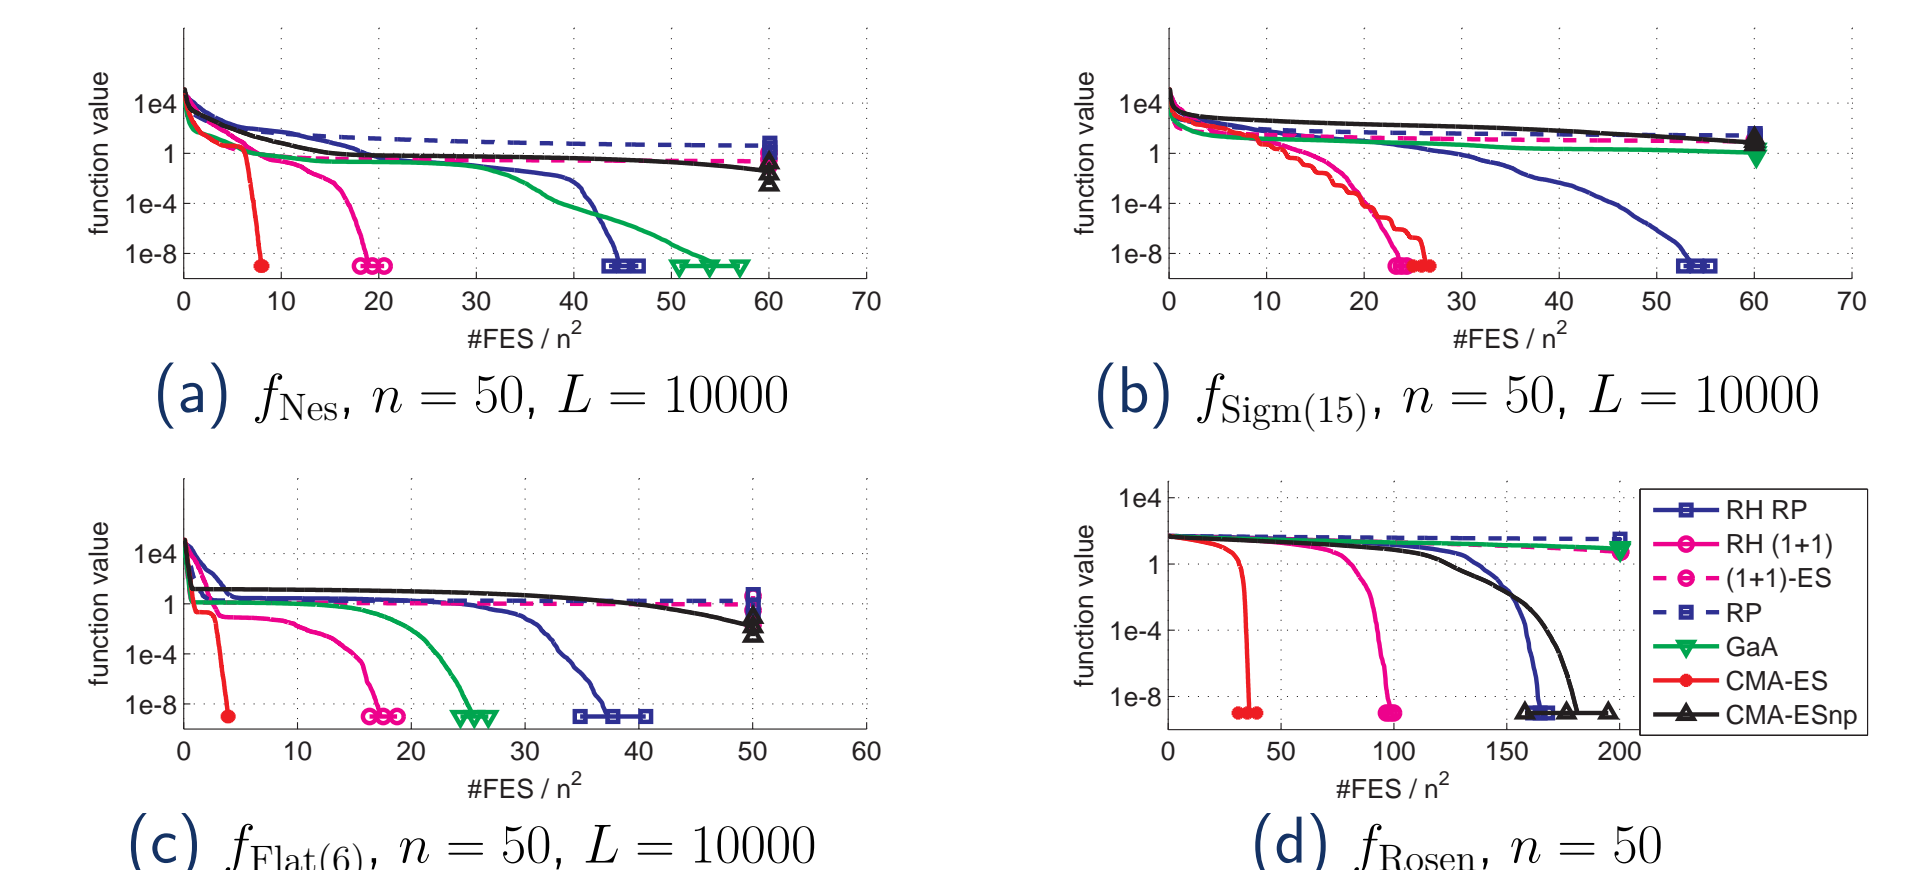 function value
1e4
1
1e-4
1e-8
0 10 20 30 40 50 60 70
#FES / n²
(a) f_Nes, n = 50, L = 10000
function value
1e4
1
1e-4
1e-8
0 10 20 30 40 50 60 70
#FES / n²
(b) f_Sigm(15), n = 50, L = 10000
function value
1e4
1
1e-4
1e-8
0 10 20 30 40 50 60
#FES / n²
(c) f_Flat(6), n = 50, L = 10000
function value
1e4
1
1e-4
1e-8
0 50 100 150 200
#FES / n²
RH RP
RH (1+1)
(1+1)-ES
RP
GaA
CMA-ES
CMA-ESnp
(d) f_Rosen, n = 50